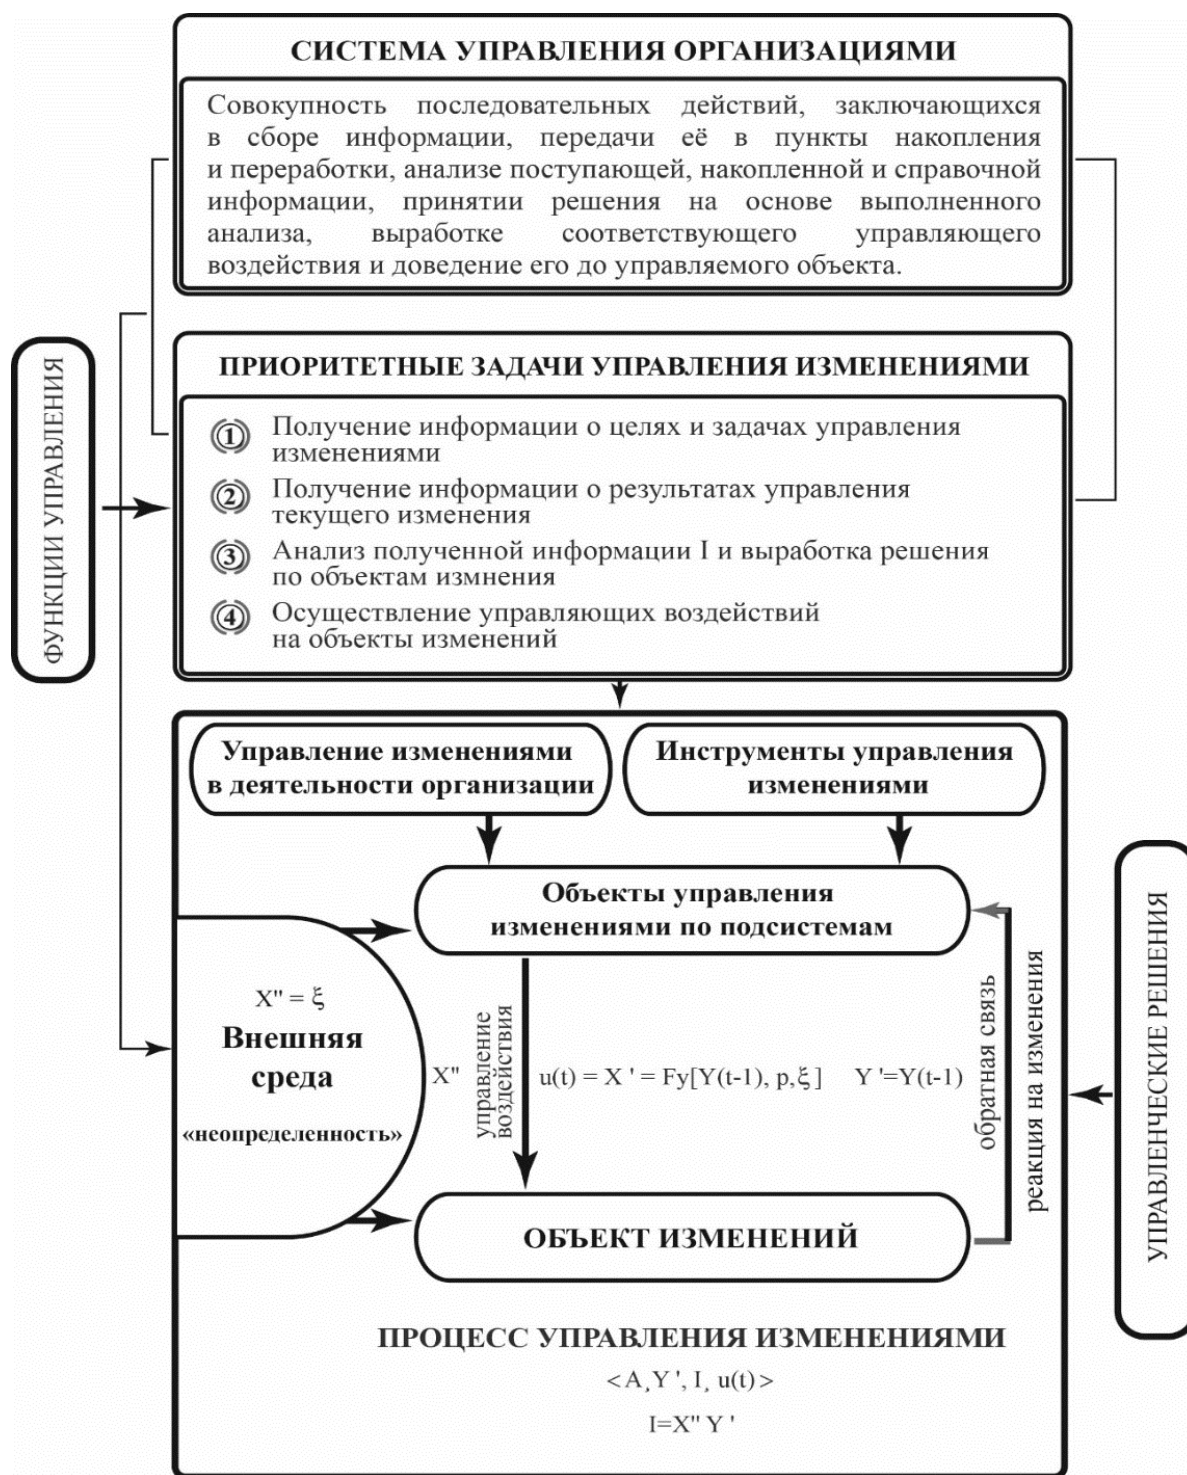 СИСТЕМА УПРАВЛЕНИЯ ОРГАНИЗАЦИЯМИ
Совокупность последовательных действий, заключающихся
в сборе информации, передачи её в пункты накопления
и переработки, анализе поступающей, накопленной и справочной
информации, принятии решения на основе выполненного
анализа, выработке соответствующего управляющего
воздействия и доведение его до управляемого объекта.
ФУНКЦИИ УПРАВЛЕНИЯ
ПРИОРИТЕТНЫЕ ЗАДАЧИ УПРАВЛЕНИЯ ИЗМЕНЕНИЯМИ
1 Получение информации о целях и задачах управления
изменениями
2 Получение информации о результатах управления
текущего изменения
3 Анализ полученной информации I и выработка решения
по объектам измнения
4 Осуществление управляющих воздействий
на объекты изменений
Управление изменениями
в деятельности организации
Инструменты управления
изменениями
Объекты управления
изменениями по подсистемам
X'' = ξ
Внешняя
среда
«неопределенность»
X''
управление
воздействия
u(t) = X ' = Fy[Y(t-1), p,ξ ]
Y '=Y(t-1)
обратная связь
реакция на изменения
УПРАВЛЕНЧЕСКИЕ РЕШЕНИЯ
ОБЪЕКТ ИЗМЕНЕНИЙ
ПРОЦЕСС УПРАВЛЕНИЯ ИЗМЕНЕНИЯМИ
< A, Y ', I, u(t) >
I=X'' Y '